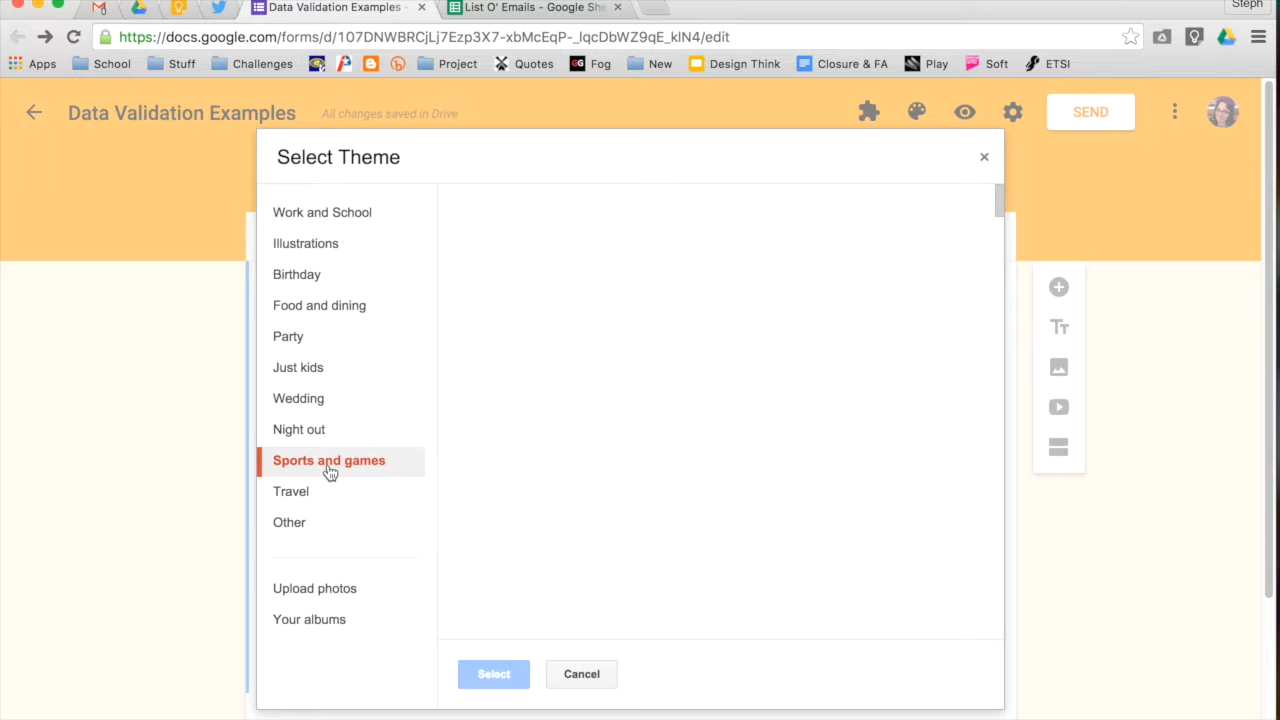 Steph
Data Validation Examples -
List O' Emails - Google She
https://docs.google.com/forms/d/107DNWBRCjLj7Ezp3X7-xbMcEqP-_lqcDbWZ9qE_klN4/edit
Apps School Stuff Challenges Project Quotes Fog New Design Think Closure & FA Play Soft ETSI
Data Validation Examples All changes saved in Drive SEND
Select Theme
Work and School
Illustrations
Birthday
Food and dining
Party
Just kids
Wedding
Night out
Sports and games
Travel
Other
Upload photos
Your albums
Select Cancel